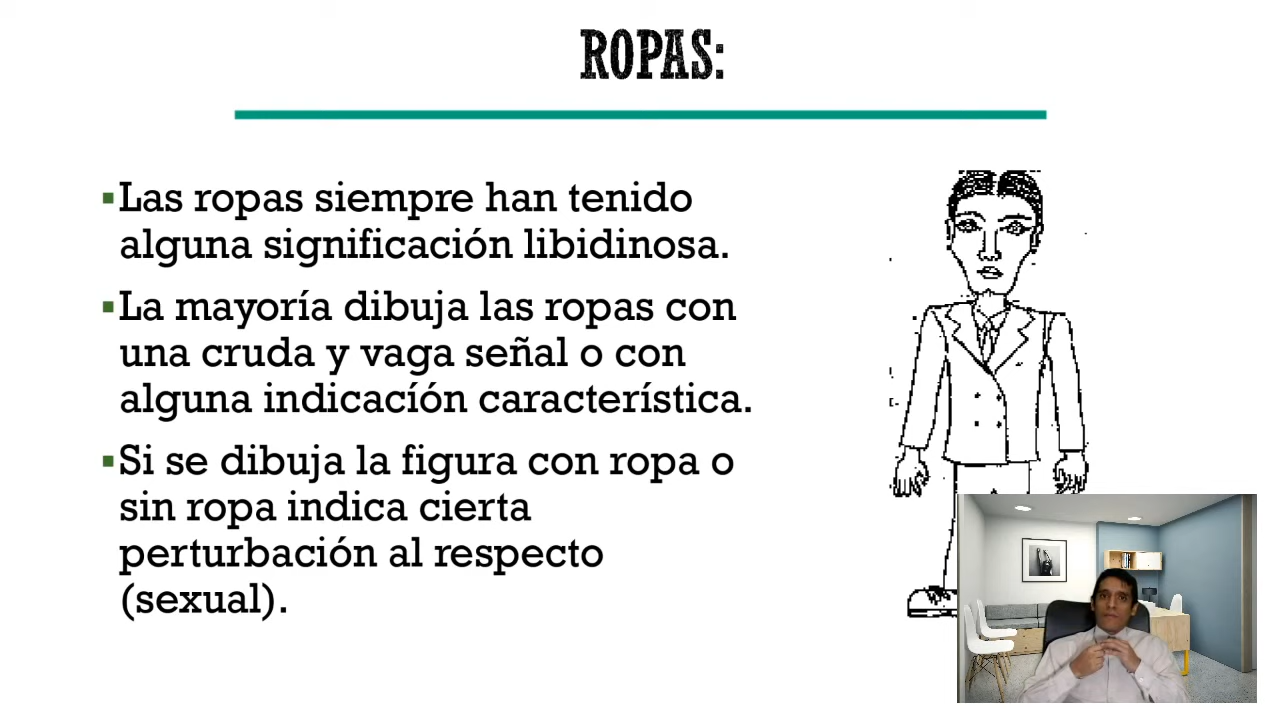 ROPAS:
▪Las ropas siempre han tenido
alguna significación libidinosa.
▪La mayoría dibuja las ropas con
una cruda y vaga señal o con
alguna indicacíón característica.
▪Si se dibuja la figura con ropa o
sin ropa indica cierta
perturbación al respecto
(sexual).